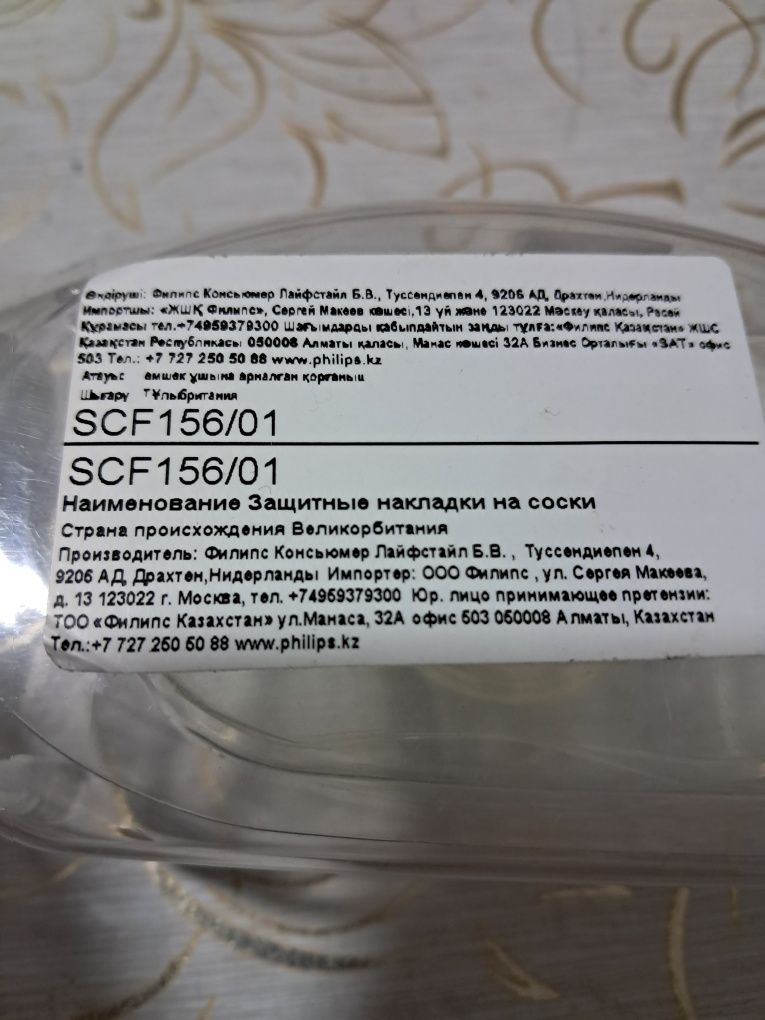 Өндіруші: Филипс Консьюмер Лайфстайл Б.В., Туссендиепен 4, 9206 АД, Драхтен,Нидерланды
Импортшы: «ЖШҚ Филипс», Сергей Макеев көшесі,13 үй және 123022 Маскеу қаласы, Ресей
Құрамасы тел.+74959379300 Шағымдарды қабылдайтын заңды тұлға:«Филипс Қазақстан» ЖШС
Қазақстан Республикасы 050008 Алматы қаласы, Манас көшесі 32А Бизнес Орталығы «SAT» офис
503 Тел.: +7 727 250 50 88 www.philips.kz
Атауы: емшек ұшына арналған қорғаныш
Шығару Ұлыбритания
SCF156/01
SCF156/01
Наименование Защитные накладки на соски
Страна происхождения Великорбитания
Производитель: Филипс Консьюмер Лайфстайл Б.В. , Туссендиепен 4,
9206 АД, Драхтен,Нидерланды Импортер: ООО Филипс , ул. Сергея Макеева,
д. 13 123022 г. Москва, тел. +74959379300 Юр. лицо принимающее претензии:
ТОО «Филипс Казахстан» ул.Манаса, 32А офис 503 050008 Алматы, Казахстан
Тел.:+7 727 250 50 88 www.philips.kz